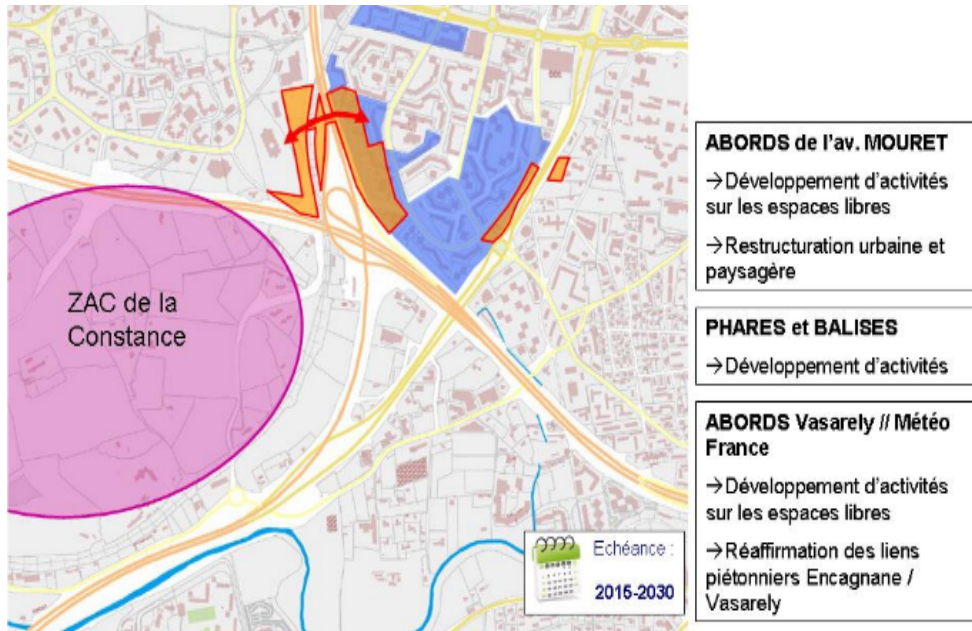 ZAC de la
Constance
Echéance :
2015-2030
ABORDS de l'av. MOURET
→Développement d'activités
sur les espaces libres
→Restructuration urbaine et
paysagère
PHARES et BALISES
→Développement d'activités
ABORDS Vasarely // Météo
France
→Développement d'activités
sur les espaces libres
→Réaffirmation des liens
piétonniers Encagnane /
Vasarely